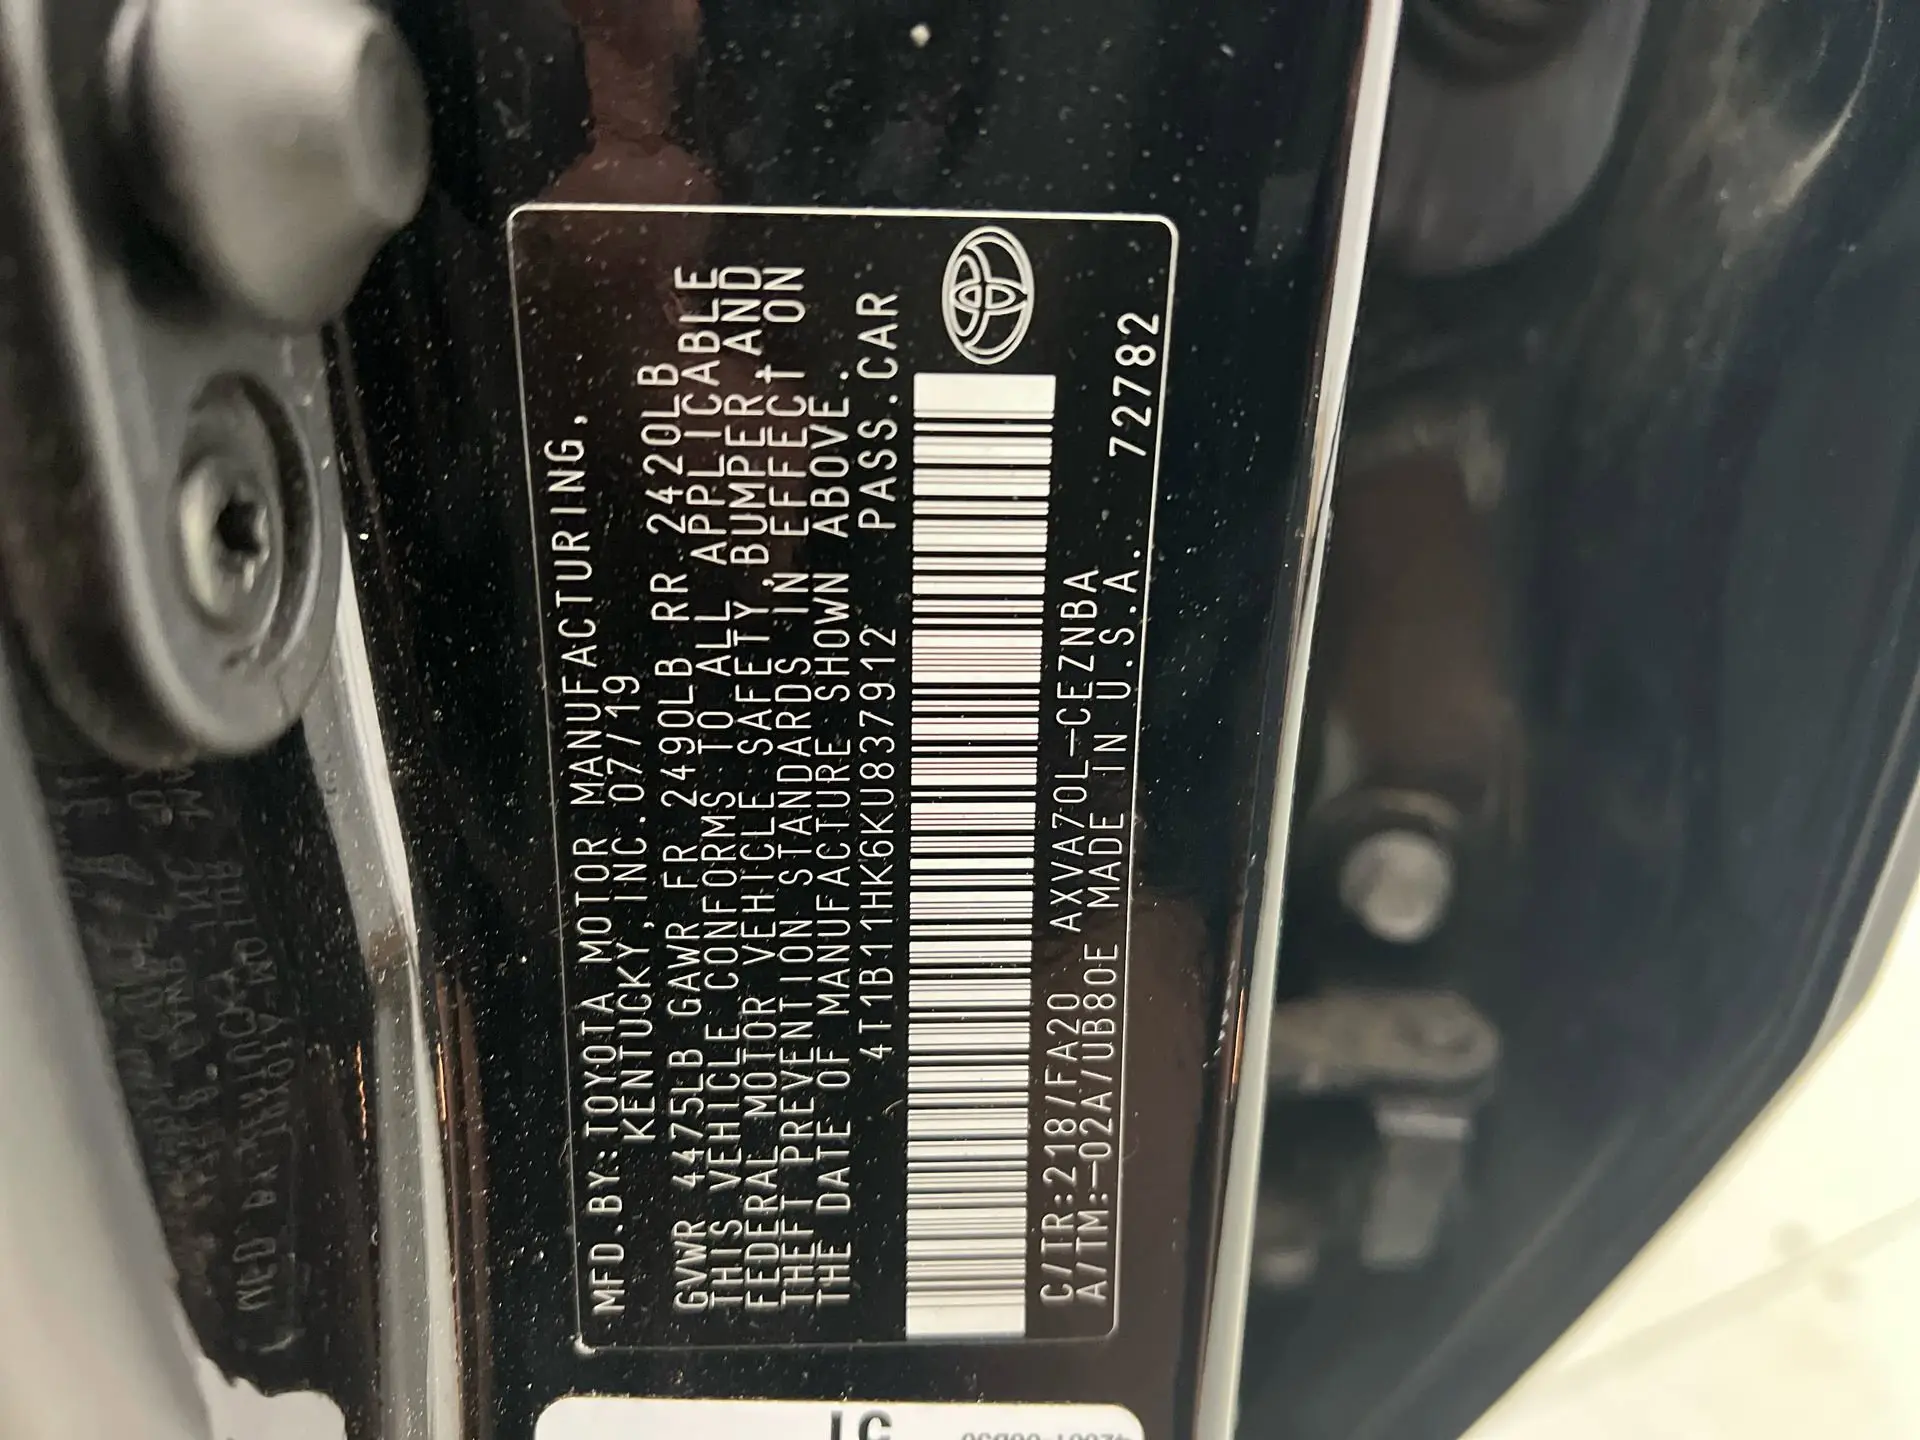 MFD.BY:TOYOTA MOTOR MANUFACTURING,
KENTUCKY,INC.07/19
GVWR 4475LB GAWR FR 2490LB RR 2420LB
THIS VEHICLE CONFORMS TO ALL APPLICABLE
FEDERAL MOTOR VEHICLE SAFETY,BUMPER,AND
THEFT PREVENTION STANDARDS IN EFFECT ON
THE DATE OF MANUFACTURE SHOWN ABOVE.
4T1B11HK6KU837912 PASS.CAR
C/TR:218/FA20 AXVA70L-CEZNBA
A/TM:-02A/UB80E MADE IN U.S.A. 72782